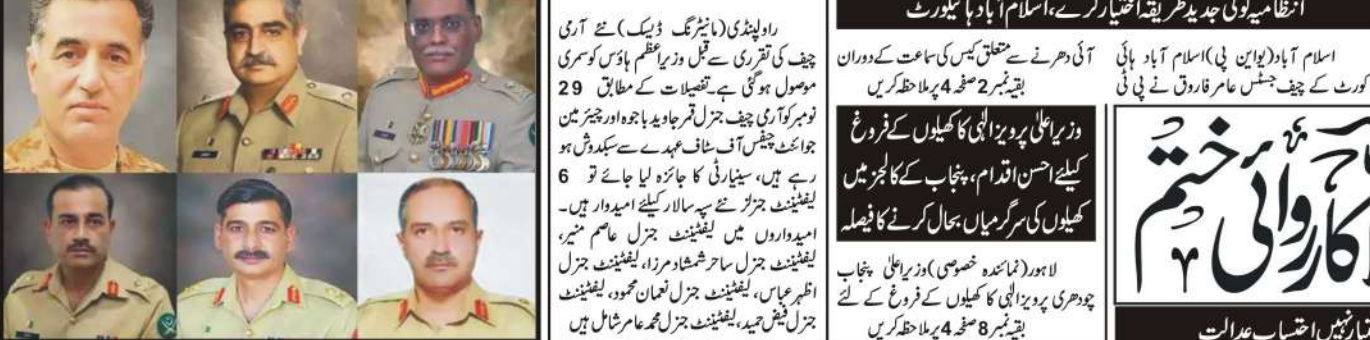 انتظامیہ کوئی جدید طریقہ اختیار کرے، اسلام آباد ہائیکورٹ
اسلام آباد (یو این پی) اسلام آباد ہائی
کورٹ کے چیف جسٹس عامر فاروق نے پی ٹی
آئی دھرنے سے متعلق کیس کی سماعت کے دوران
بقیہ نمبر 2 صفحہ 4 پر ملاحظہ کریں
کارروائی ختم
اختیار نہیں احتساب عدالت
وزیراعلیٰ پرویز الٰہی کا کھیلوں کے فروغ
کیلئے احسن اقدام، پنجاب کے کالجز میں
کھیلوں کی سرگرمیاں بحال کرنے کا فیصلہ
لاہور (نمائندہ خصوصی) وزیراعلیٰ پنجاب
چودھری پرویز الٰہی کا کھیلوں کے فروغ کے لئے
بقیہ نمبر 8 صفحہ 4 پر ملاحظہ کریں
راولپنڈی (مانیٹرنگ ڈیسک) نئے آرمی
چیف کی تقرری سے قبل وزیراعظم ہاؤس کو سمری
موصول ہوگئی ہے۔ تفصیلات کے مطابق 29
نومبر کو آرمی چیف جنرل قمر جاوید باجوہ اور چیئرمین
جوائنٹ چیفس آف سٹاف عہدے سے سبکدوش ہو
رہے ہیں، سینیارٹی کا جائزہ لیا جائے تو 6
لیفٹیننٹ جنرلز نئے سپہ سالار کیلئے امیدوار ہیں۔
امیدواروں میں لیفٹیننٹ جنرل عاصم منیر،
لیفٹیننٹ جنرل ساحر شمشاد مرزا، لیفٹیننٹ جنرل
اظہر عباس، لیفٹیننٹ جنرل نعمان محمود، لیفٹیننٹ
جنرل فیض حمید، لیفٹیننٹ جنرل محمد عامر شامل ہیں